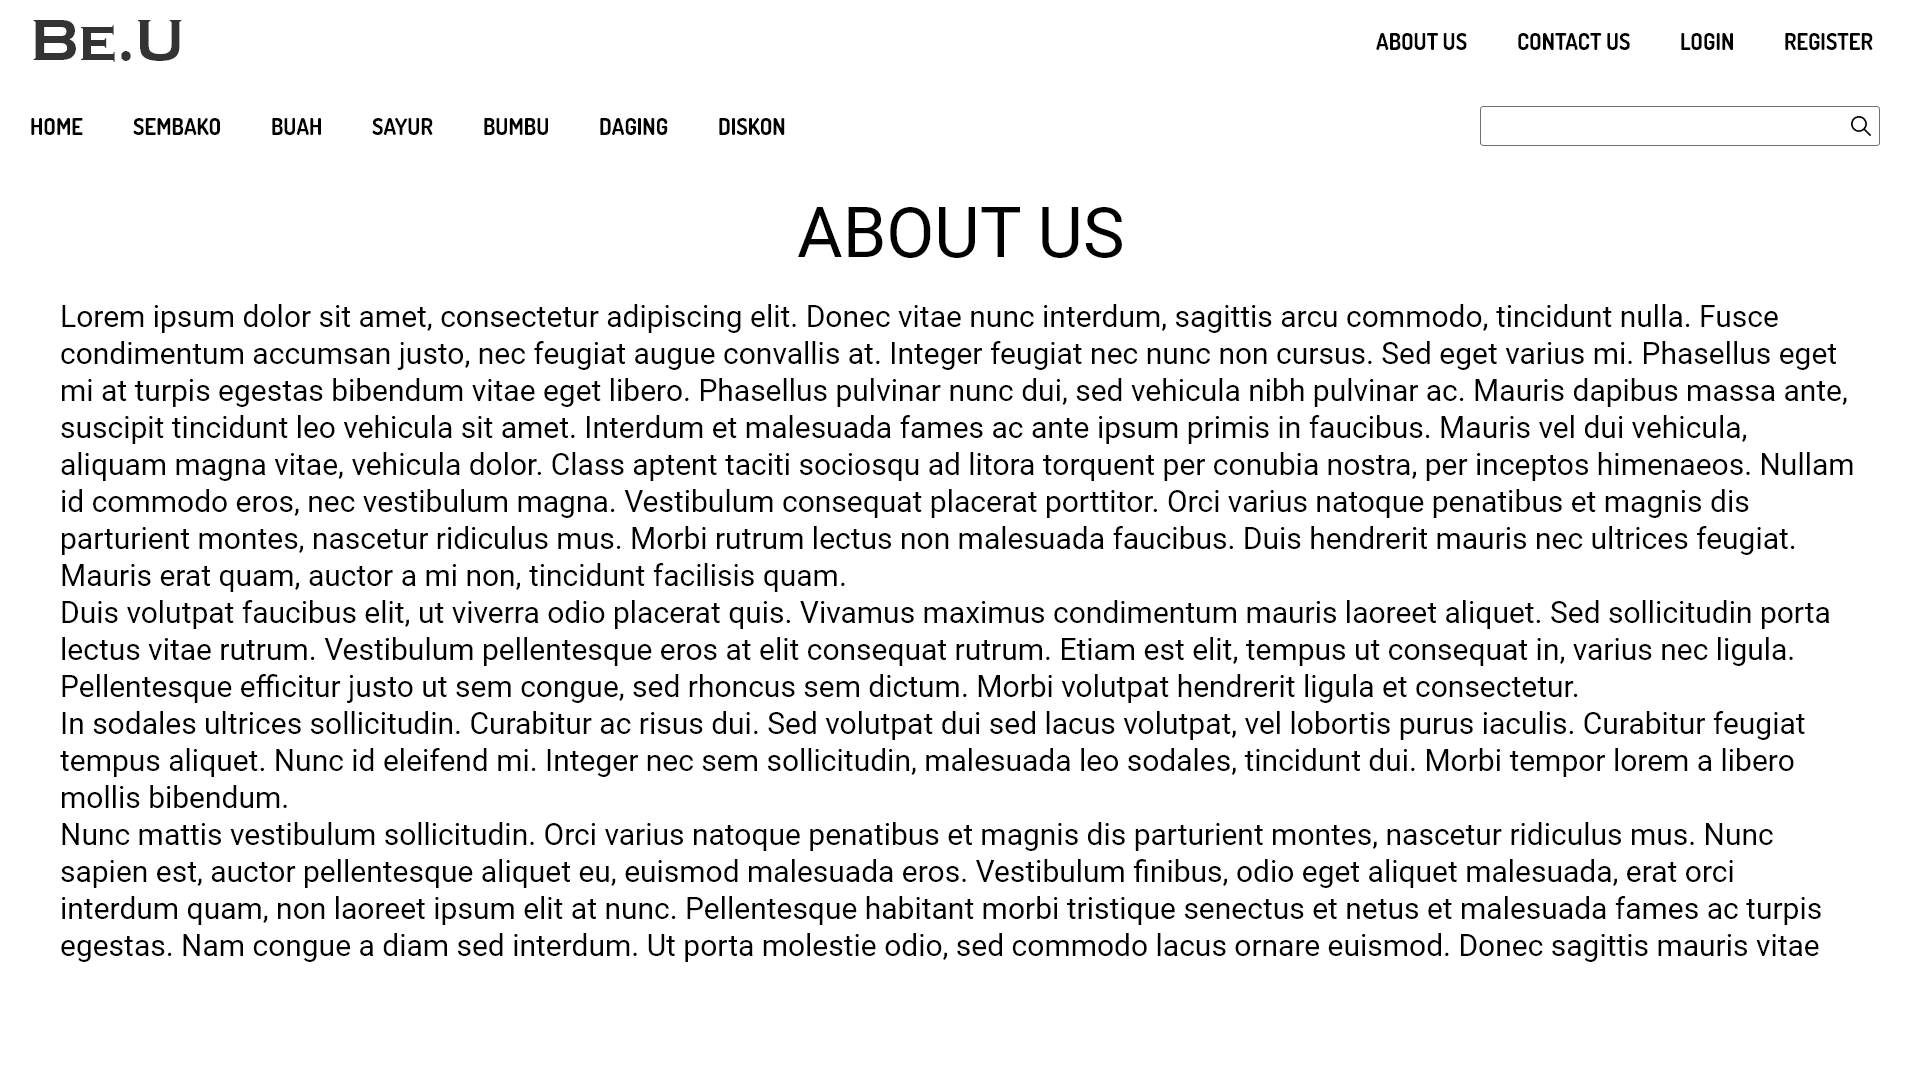 Be.U
ABOUT US
CONTACT US
LOGIN
REGISTER
HOME
SEMBAKO
BUAH
SAYUR
BUMBU
DAGING
DISKON
ABOUT US
Lorem ipsum dolor sit amet, consectetur adipiscing elit. Donec vitae nunc interdum, sagittis arcu commodo, tincidunt nulla. Fusce
condimentum accumsan justo, nec feugiat augue convallis at. Integer feugiat nec nunc non cursus. Sed eget varius mi. Phasellus eget
mi at turpis egestas bibendum vitae eget libero. Phasellus pulvinar nunc dui, sed vehicula nibh pulvinar ac. Mauris dapibus massa ante,
suscipit tincidunt leo vehicula sit amet. Interdum et malesuada fames ac ante ipsum primis in faucibus. Mauris vel dui vehicula,
aliquam magna vitae, vehicula dolor. Class aptent taciti sociosqu ad litora torquent per conubia nostra, per inceptos himenaeos. Nullam
id commodo eros, nec vestibulum magna. Vestibulum consequat placerat porttitor. Orci varius natoque penatibus et magnis dis
parturient montes, nascetur ridiculus mus. Morbi rutrum lectus non malesuada faucibus. Duis hendrerit mauris nec ultrices feugiat.
Mauris erat quam, auctor a mi non, tincidunt facilisis quam.
Duis volutpat faucibus elit, ut viverra odio placerat quis. Vivamus maximus condimentum mauris laoreet aliquet. Sed sollicitudin porta
lectus vitae rutrum. Vestibulum pellentesque eros at elit consequat rutrum. Etiam est elit, tempus ut consequat in, varius nec ligula.
Pellentesque efficitur justo ut sem congue, sed rhoncus sem dictum. Morbi volutpat hendrerit ligula et consectetur.
In sodales ultrices sollicitudin. Curabitur ac risus dui. Sed volutpat dui sed lacus volutpat, vel lobortis purus iaculis. Curabitur feugiat
tempus aliquet. Nunc id eleifend mi. Integer nec sem sollicitudin, malesuada leo sodales, tincidunt dui. Morbi tempor lorem a libero
mollis bibendum.
Nunc mattis vestibulum sollicitudin. Orci varius natoque penatibus et magnis dis parturient montes, nascetur ridiculus mus. Nunc
sapien est, auctor pellentesque aliquet eu, euismod malesuada eros. Vestibulum finibus, odio eget aliquet malesuada, erat orci
interdum quam, non laoreet ipsum elit at nunc. Pellentesque habitant morbi tristique senectus et netus et malesuada fames ac turpis
egestas. Nam congue a diam sed interdum. Ut porta molestie odio, sed commodo lacus ornare euismod. Donec sagittis mauris vitae